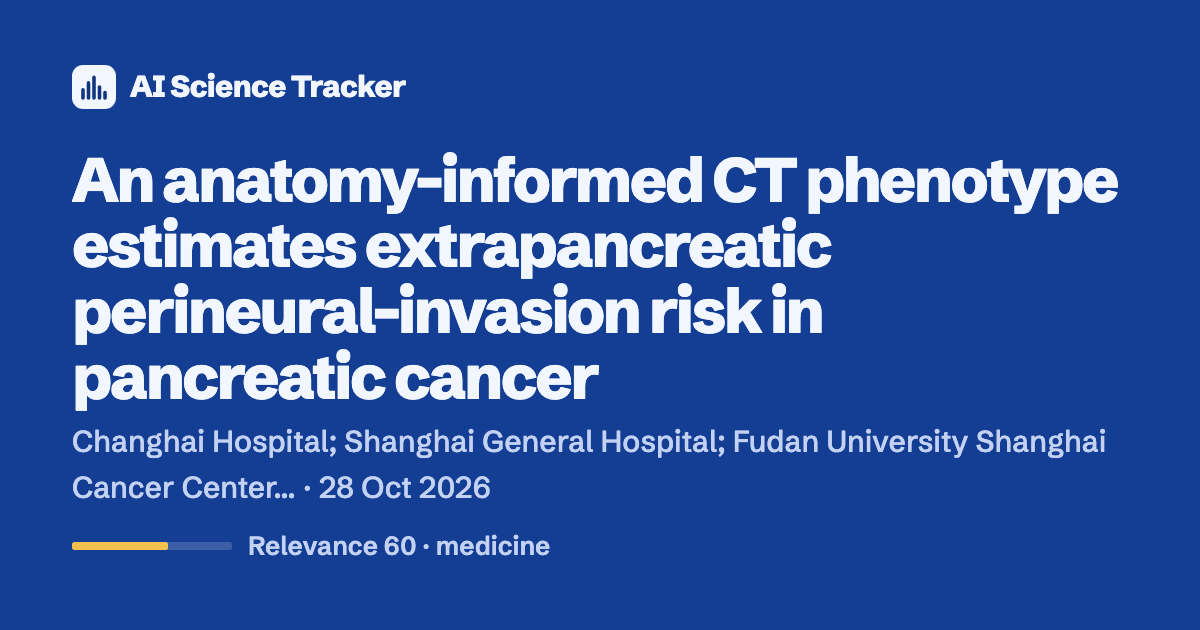 AI Science Tracker
An anatomy-informed CT phenotype
estimates extrapancreatic
perineural-invasion risk in
pancreatic cancer
Changhai Hospital; Shanghai General Hospital; Fudan University Shanghai
Cancer Center... · 28 Oct 2026
Relevance 60 · medicine